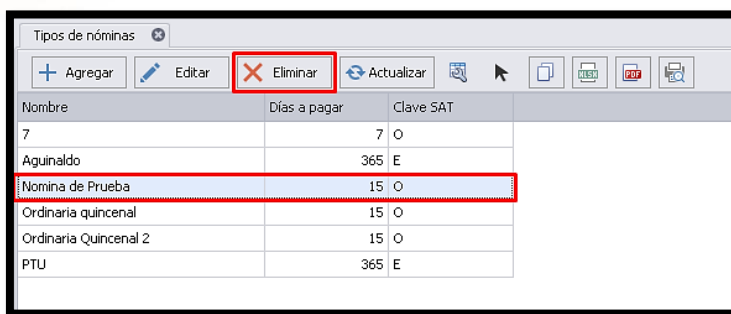 Tipos de nóminas
Agregar Editar Eliminar Actualizar XLSX PDF
Nombre Días a pagar Clave SAT
7 7 O
Aguinaldo 365 E
Nomina de Prueba 15 O
Ordinaria quincenal 15 O
Ordinaria Quincenal 2 15 O
PTU 365 E